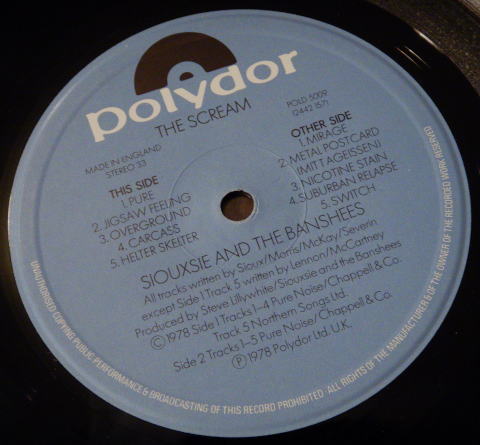 polydor
THE SCREAM
MADE IN ENGLAND
STEREO 33
POLD 5009
(2442 157)
THIS SIDE
1. PURE
2. JIGSAW FEELING
3. OVERGROUND
4. CARCASS
5. HELTER SKELTER
OTHER SIDE
1. MIRAGE
2. METAL POSTCARD
(MITTAGEISSEN)
3. NICOTINE STAIN
4. SUBURBAN RELAPSE
5. SWITCH
SIOUXSIE AND THE BANSHEES
All tracks written by Sioux/Morris/McKay/Severin
except Side 1 Track 5 written by Lennon/McCartney
Produced by Steve Lillywhite/Siouxsie and the Banshees
© 1978 Side 1 Tracks 1-4 Pure Noise/Chappell & Co.
Track 5 Northern Songs Ltd.
Side 2 Tracks 1-5 Pure Noise/Chappell & Co.
℗ 1978 Polydor Ltd. U.K.
UNAUTHORISED COPYING PUBLIC PERFORMANCE & BROADCASTING OF THIS RECORD PROHIBITED · ALL RIGHTS OF THE MANUFACTURER & OF THE OWNER OF THE RECORDED WORK RESERVED